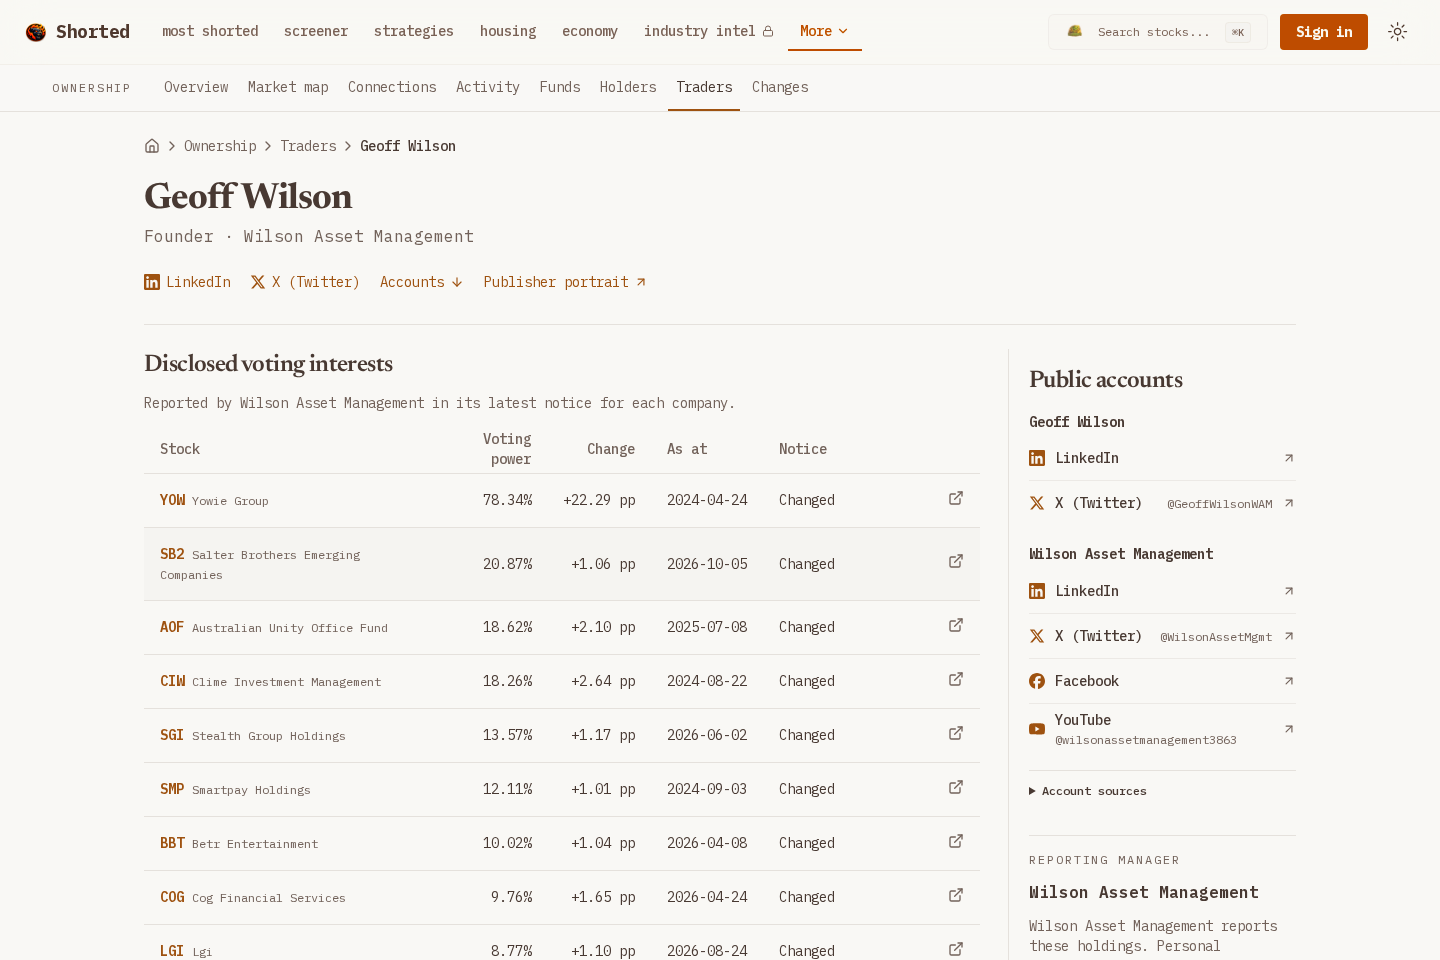 Shorted
most shorted
screener
strategies
housing
economy
industry intel
More
Search stocks...
⌘K
Sign in
OWNERSHIP
Overview
Market map
Connections
Activity
Funds
Holders
Traders
Changes
Ownership
Traders
Geoff Wilson
Geoff Wilson
Founder · Wilson Asset Management
LinkedIn
X (Twitter)
Accounts ↓
Publisher portrait
Disclosed voting interests
Reported by Wilson Asset Management in its latest notice for each company.
Stock Voting power Change As at Notice
YOW Yowie Group 78.34% +22.29 pp 2024-04-24 Changed
SB2 Salter Brothers Emerging Companies 20.87% +1.06 pp 2026-10-05 Changed
AOF Australian Unity Office Fund 18.62% +2.10 pp 2025-07-08 Changed
CIW Clime Investment Management 18.26% +2.64 pp 2024-08-22 Changed
SGI Stealth Group Holdings 13.57% +1.17 pp 2026-06-02 Changed
SMP Smartpay Holdings 12.11% +1.01 pp 2024-09-03 Changed
BBT Betr Entertainment 10.02% +1.04 pp 2026-04-08 Changed
COG Cog Financial Services 9.76% +1.65 pp 2026-04-24 Changed
LGI Lgi 8.77% +1.10 pp 2026-08-24 Changed
Public accounts
Geoff Wilson
LinkedIn
X (Twitter) @GeoffWilsonWAM
Wilson Asset Management
LinkedIn
X (Twitter) @WilsonAssetMgmt
Facebook
YouTube
@wilsonassetmanagement3863
Account sources
REPORTING MANAGER
Wilson Asset Management
Wilson Asset Management reports
these holdings. Personal